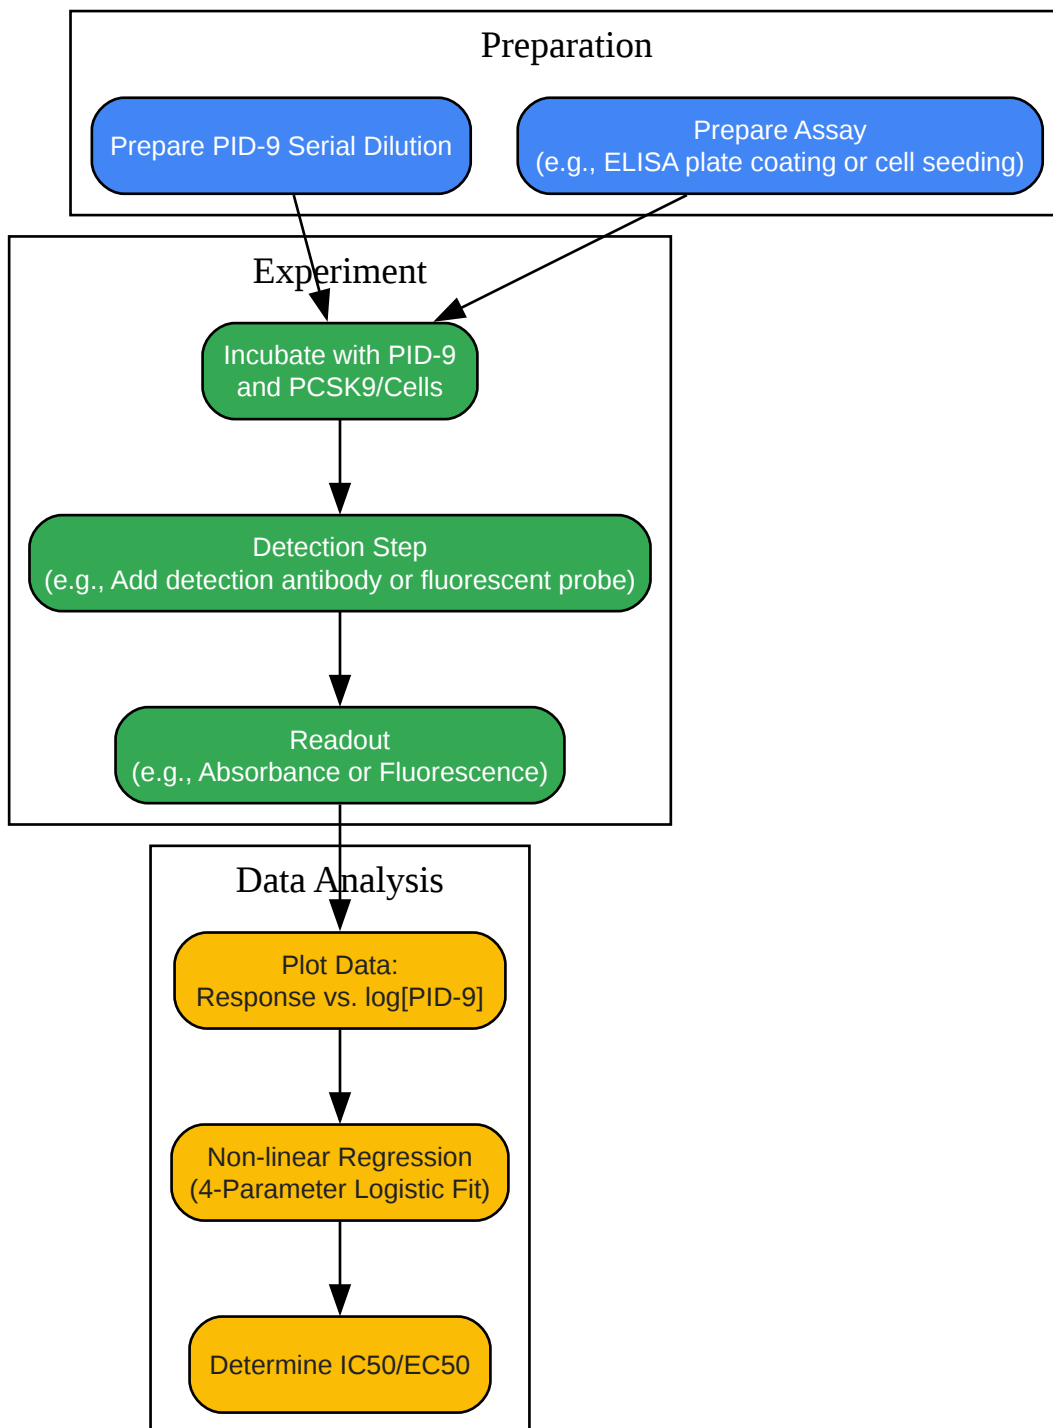 Preparation
Prepare PID-9 Serial Dilution
Prepare Assay
(e.g., ELISA plate coating or cell seeding)
Experiment
Incubate with PID-9
and PCSK9/Cells
Detection Step
(e.g., Add detection antibody or fluorescent probe)
Readout
(e.g., Absorbance or Fluorescence)
Data Analysis
Plot Data:
Response vs. log[PID-9]
Non-linear Regression
(4-Parameter Logistic Fit)
Determine IC50/EC50